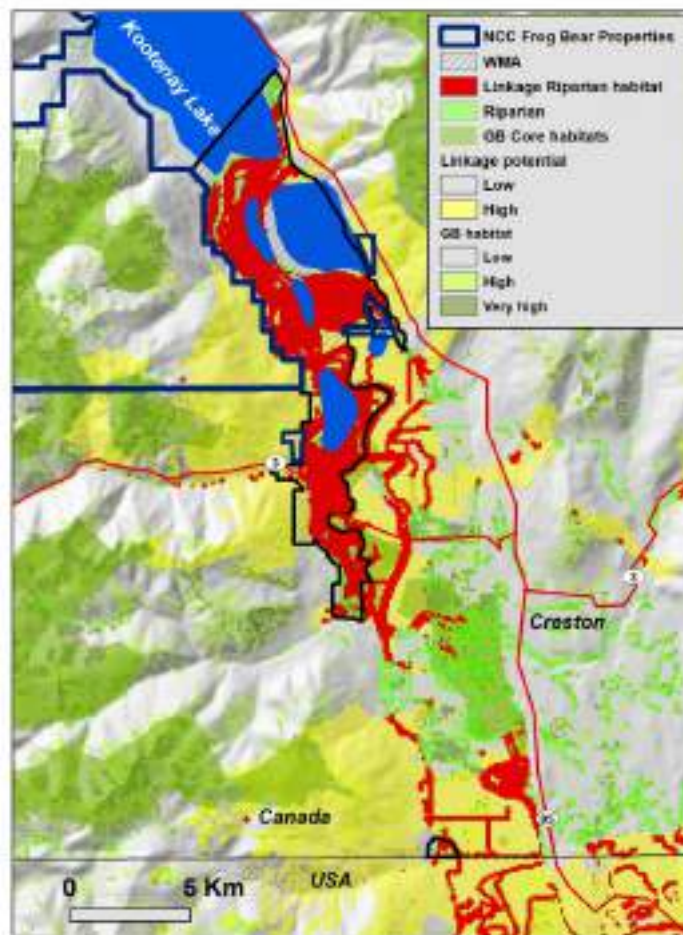 Kootenay Lake
NCC Frog Bear Properties
WMA
Linkage Riparian habitat
Riparian
GB Core habitats
Linkage potential
Low
High
GB habitat
Low
High
Very high
3
3
Creston
Canada
95
USA
0 5 Km